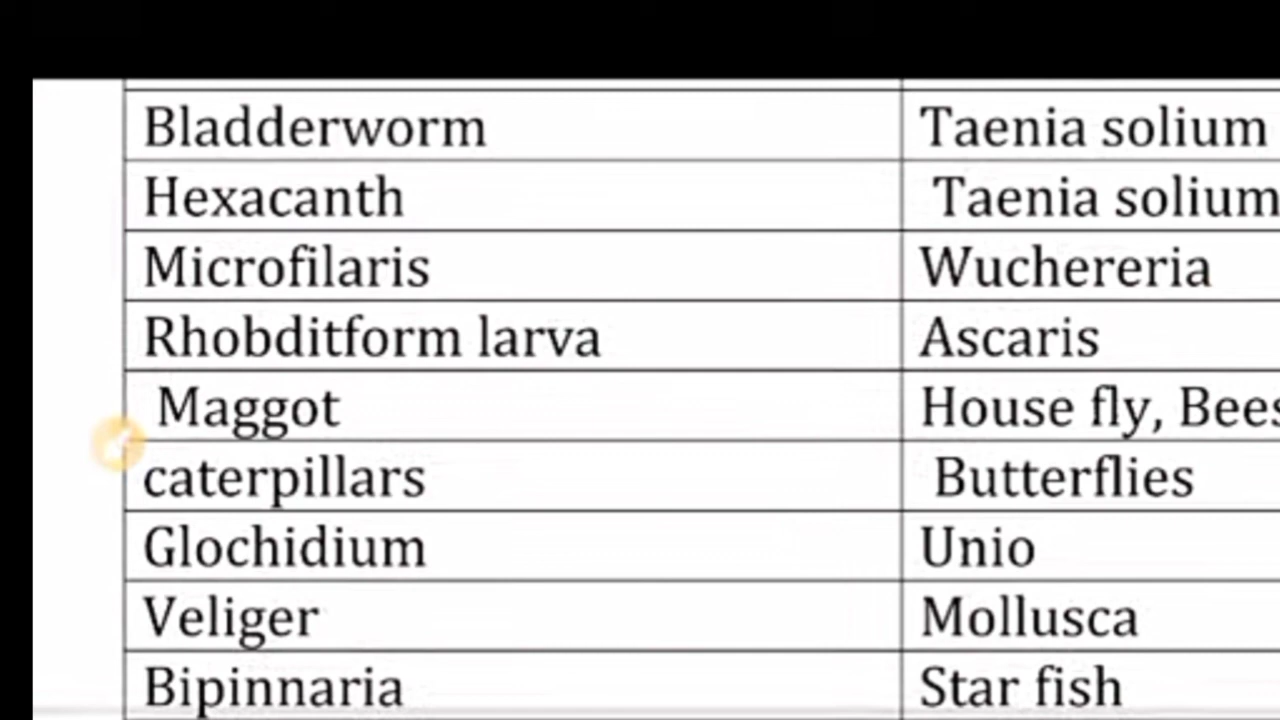 Bladderworm Taenia solium
Hexacanth Taenia solium
Microfilaris Wuchereria
Rhobditform larva Ascaris
Maggot House fly, Bees
caterpillars Butterflies
Glochidium Unio
Veliger Mollusca
Bipinnaria Star fish